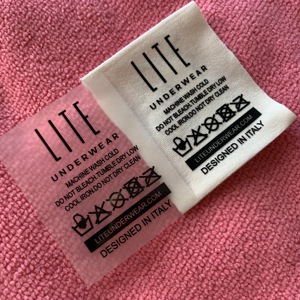 LITE
UNDERWEAR
MACHINE WASH COLD
DO NOT BLEACH.TUMBLE DRY LOW
COOL IRON.DO NOT DRY CLEAN
LITEUNDERWEAR.COM
DESIGNED IN ITALY
LITE
UNDERWEAR
MACHINE WASH COLD
DO NOT BLEACH.TUMBLE DRY LOW
COOL IRON.DO NOT DRY CLEAN
LITEUNDERWEAR.COM
DESIGNED IN ITALY